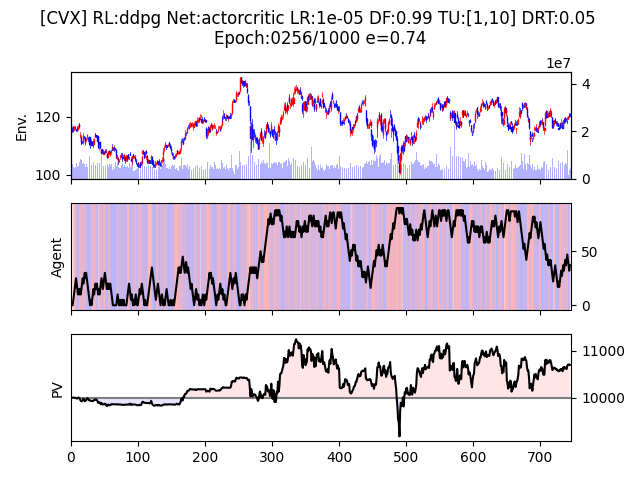 [CVX] RL:ddpg Net:actorcritic LR:1e-05 DF:0.99 TU:[1,10] DRT:0.05
Epoch:0256/1000 e=0.74
1e7
Env.
120
100
4
2
0
Agent
50
0
PV
11000
10000
0 100 200 300 400 500 600 700